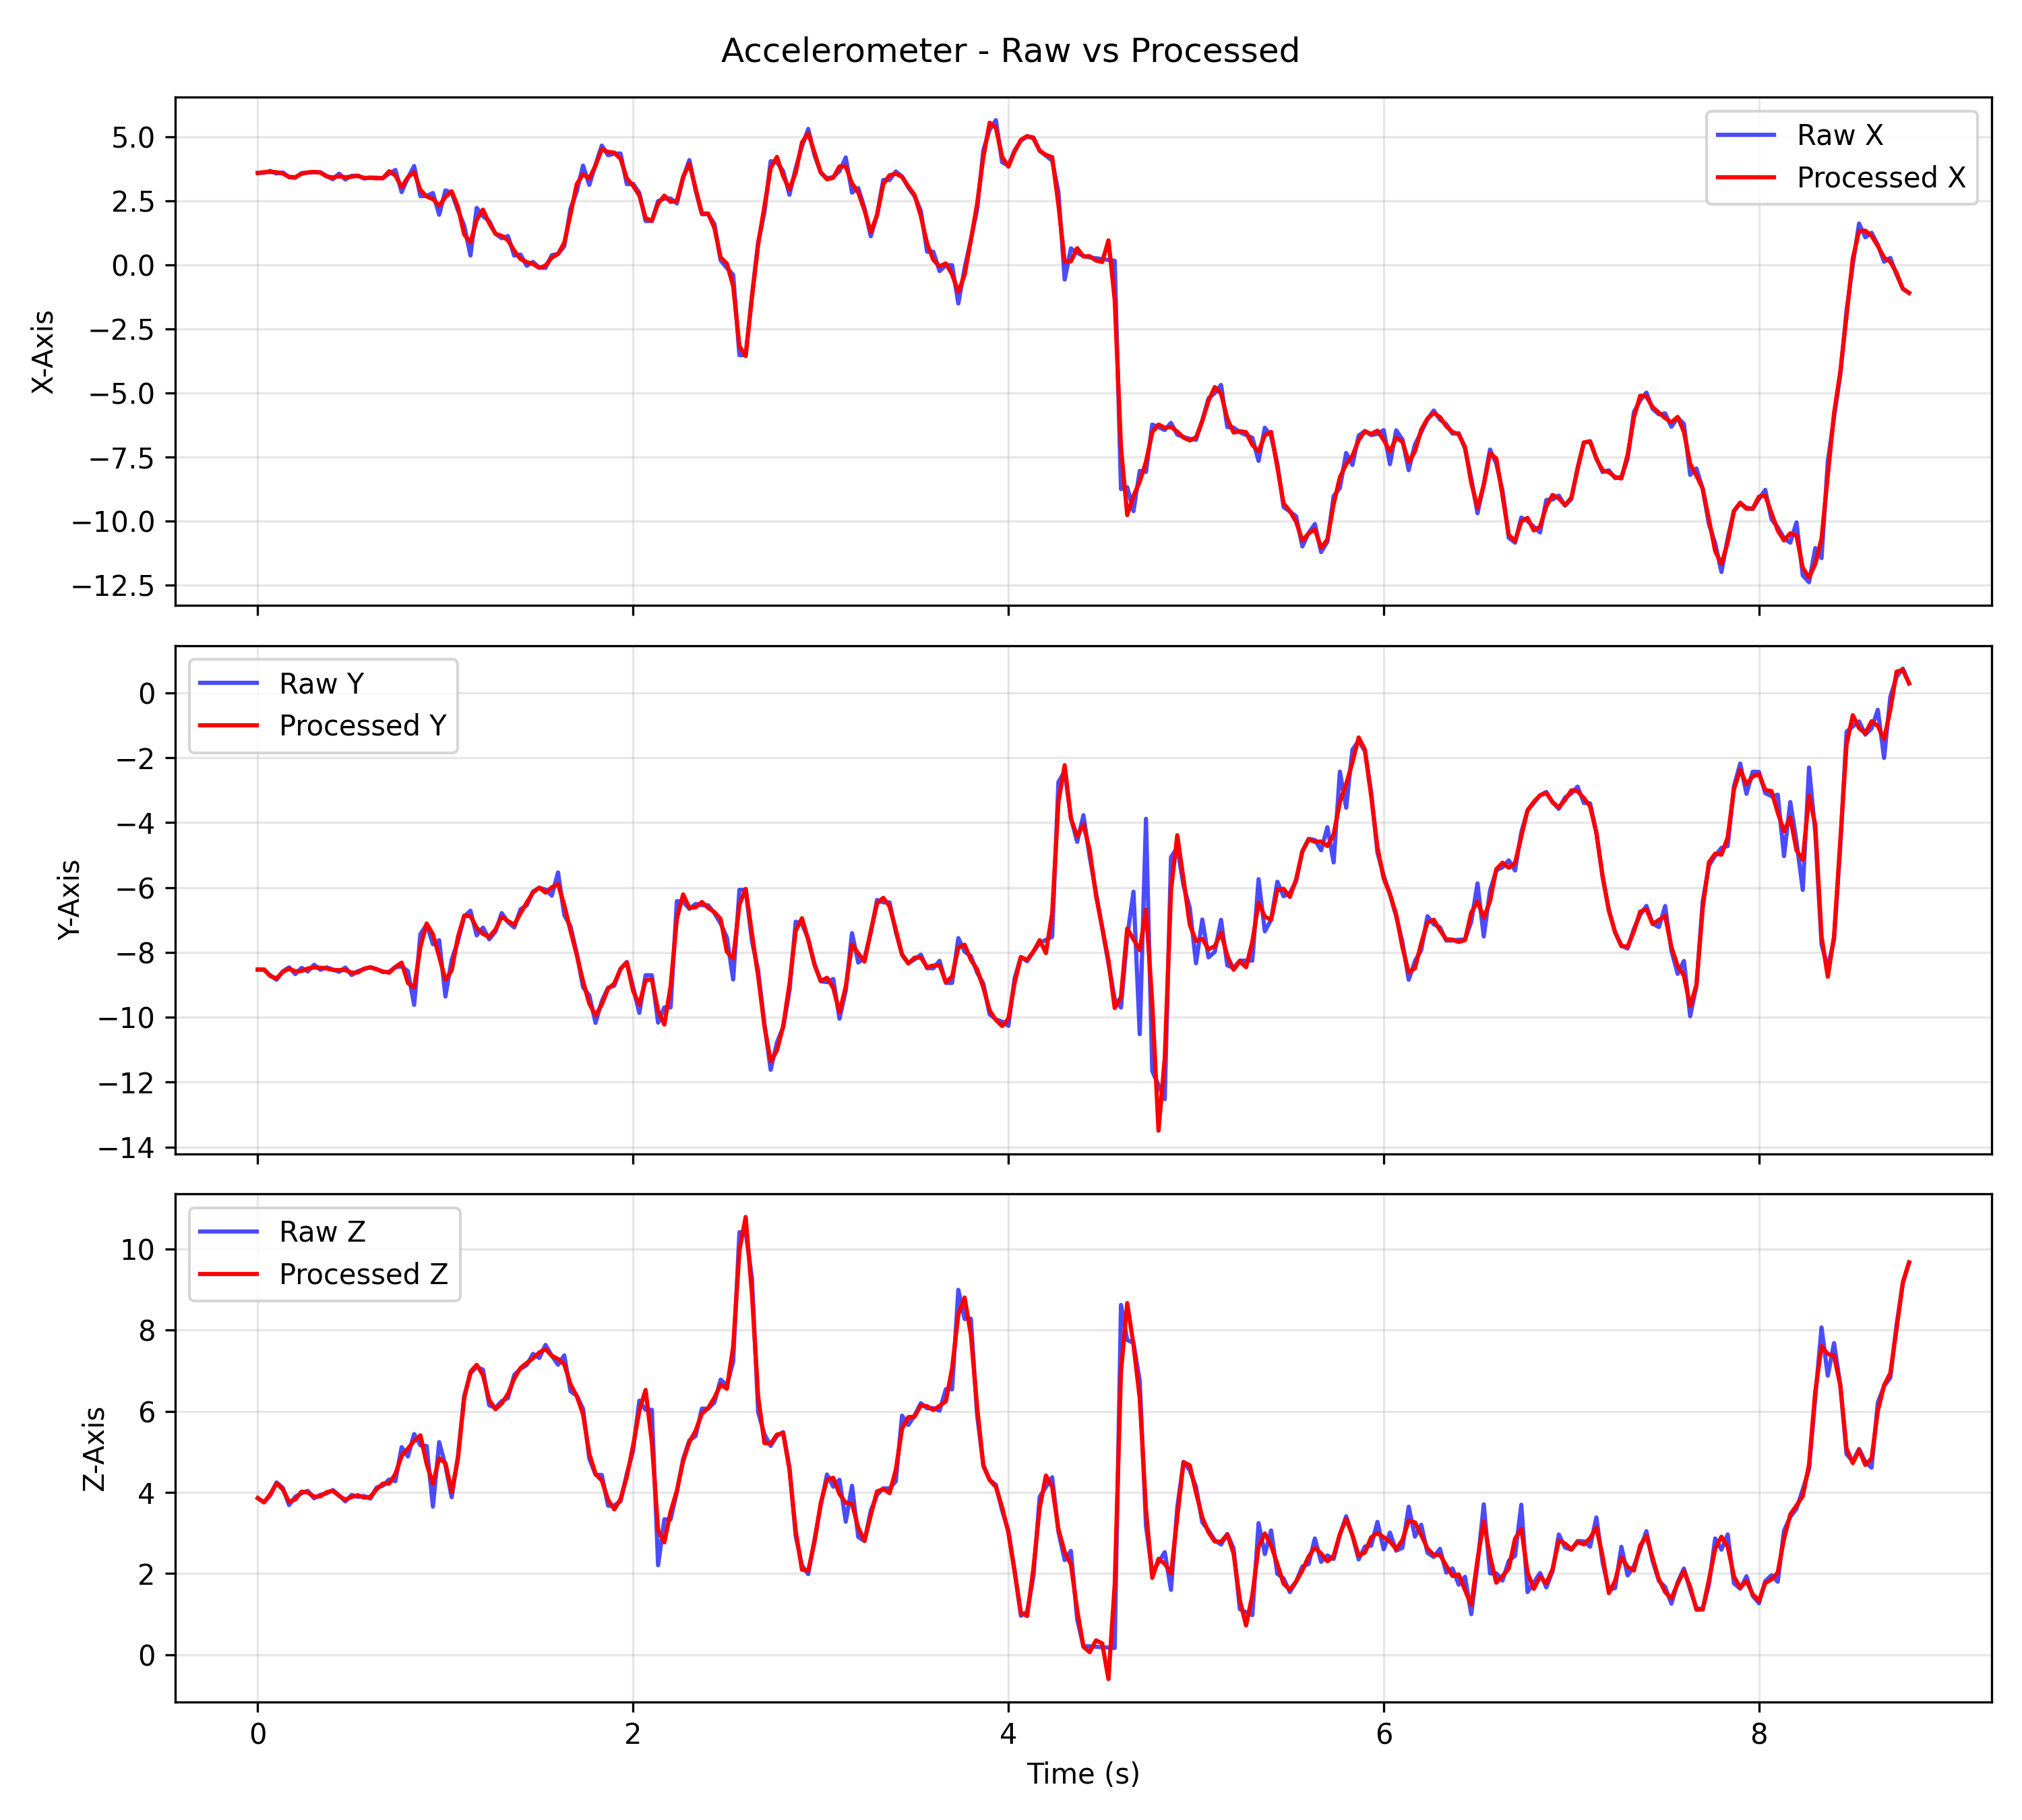 Accelerometer - Raw vs Processed
5.0
2.5
0.0
−2.5
−5.0
−7.5
−10.0
−12.5
X-Axis
Raw X
Processed X
0
−2
−4
−6
−8
−10
−12
−14
Y-Axis
Raw Y
Processed Y
10
8
6
4
2
0
Z-Axis
Raw Z
Processed Z
0 2 4 6 8
Time (s)